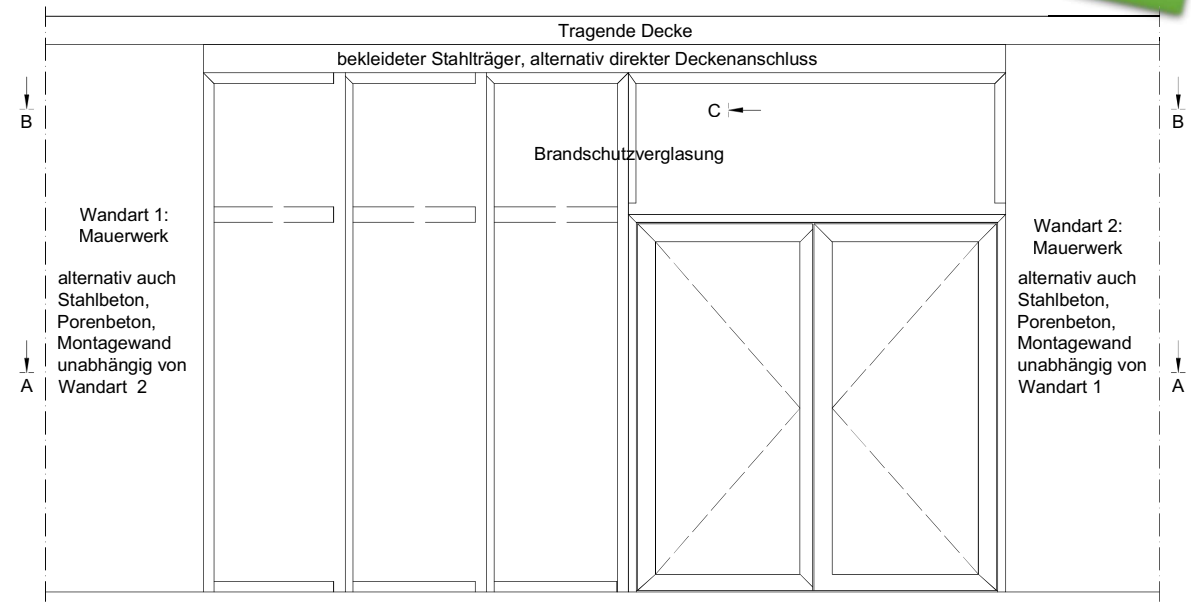 Tragende Decke
bekleideter Stahlträger, alternativ direkter Deckenanschluss
B
C
B
Brandschutzverglasung
Wandart 1:
Mauerwerk
alternativ auch
Stahlbeton,
Porenbeton,
Montagewand
unabhängig von
Wandart 2
Wandart 2:
Mauerwerk
alternativ auch
Stahlbeton,
Porenbeton,
Montagewand
unabhängig von
Wandart 1
A
A